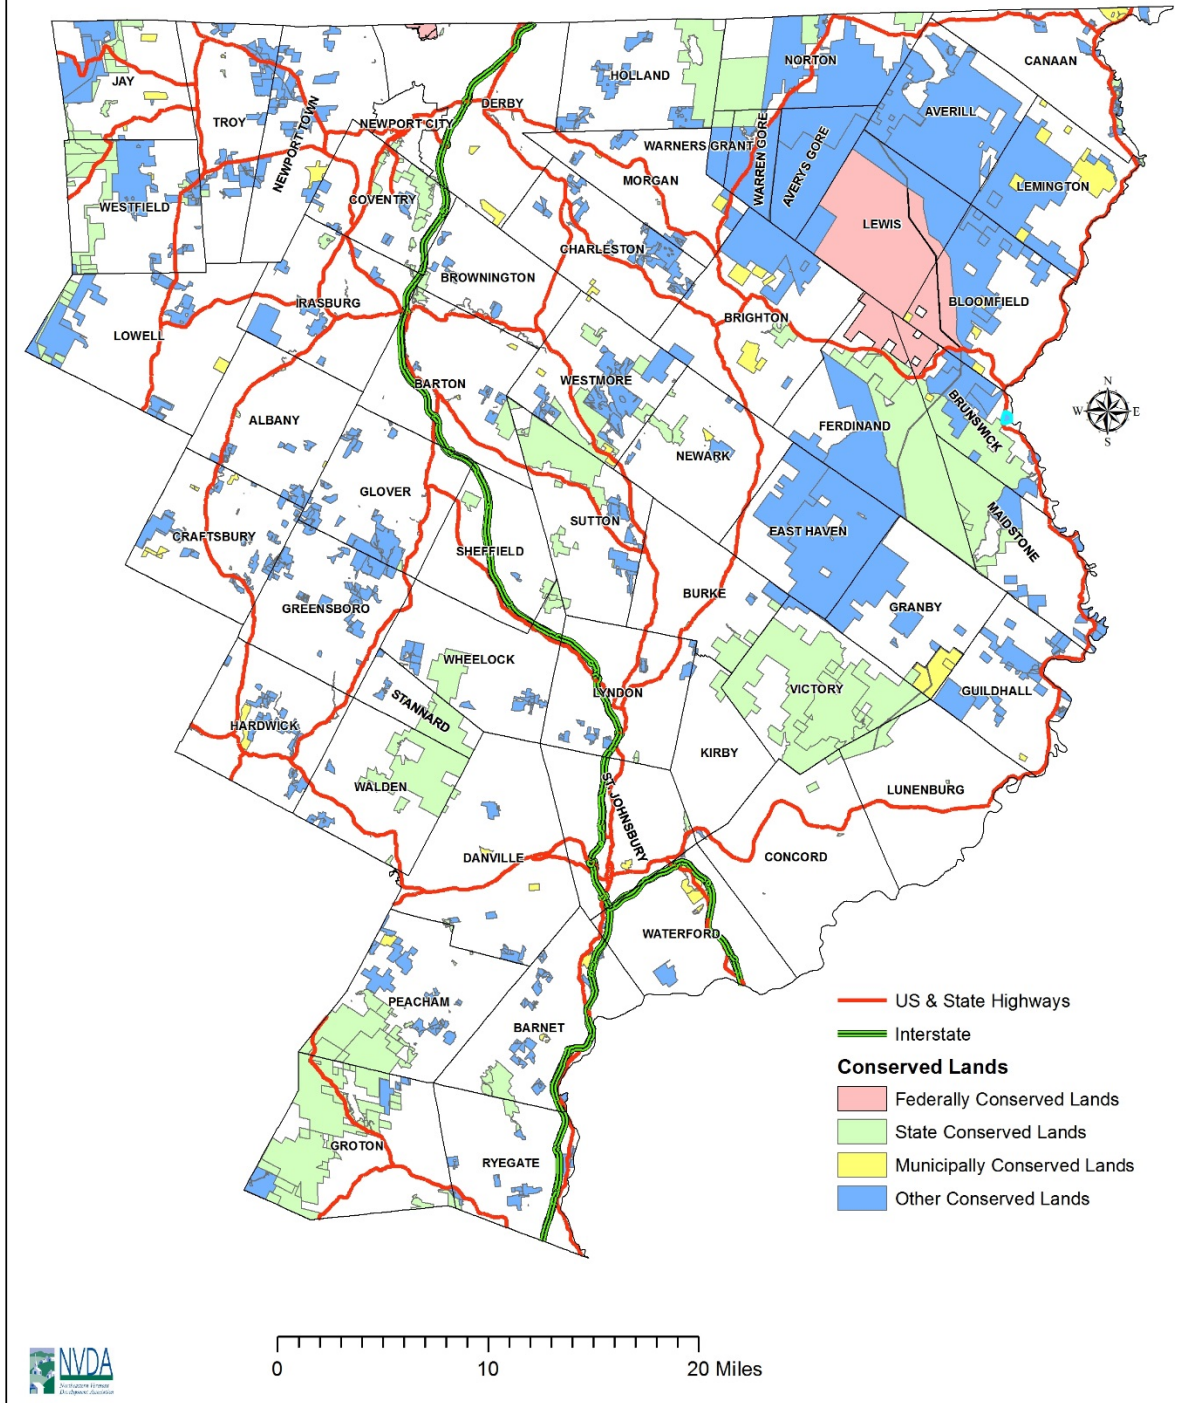 NORTON
CANAAN
HOLLAND
JAY
DERBY
AVERILL
TROY
NEWPORT CITY
NEWPORT TOWN
WARNERS GRANT
WARREN GORE
AVERYS GORE
MORGAN
LEMINGTON
WESTFIELD
COVENTRY
LEWIS
CHARLESTON
BROWNINGTON
IRASBURG
BLOOMFIELD
BRIGHTON
LOWELL
BARTON
WESTMORE
N
W
E
S
BRUNSWICK
ALBANY
FERDINAND
NEWARK
GLOVER
SUTTON
EAST HAVEN
MAIDSTONE
CRAFTSBURY
SHEFFIELD
BURKE
GREENSBORO
GRANBY
WHEELOCK
VICTORY
GUILDHALL
LYNDON
STANNARD
HARDWICK
KIRBY
WALDEN
LUNENBURG
ST. JOHNSBURY
DANVILLE
CONCORD
WATERFORD
PEACHAM
BARNET
GROTON
RYEGATE
US & State Highways
Interstate
Conserved Lands
Federally Conserved Lands
State Conserved Lands
Municipally Conserved Lands
Other Conserved Lands
0 10 20 Miles
NVDA
Northeastern Vermont
Development Association